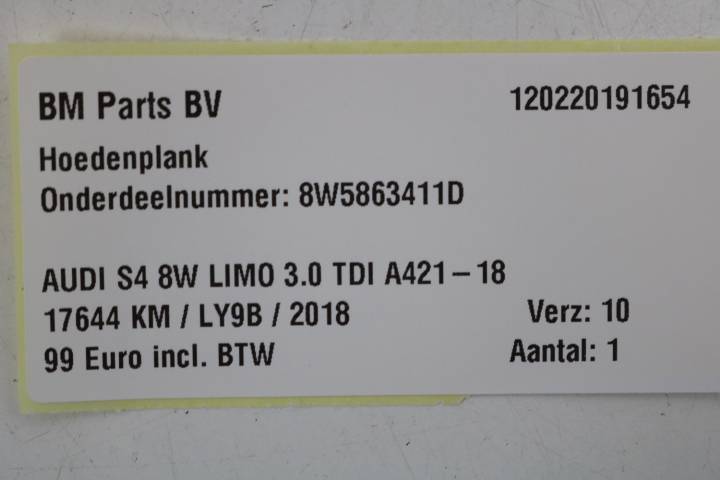 BM Parts BV 120220191654
Hoedenplank
Onderdeelnummer: 8W5863411D
AUDI S4 8W LIMO 3.0 TDI A421-18
17644 KM / LY9B / 2018 Verz: 10
99 Euro incl. BTW Aantal: 1